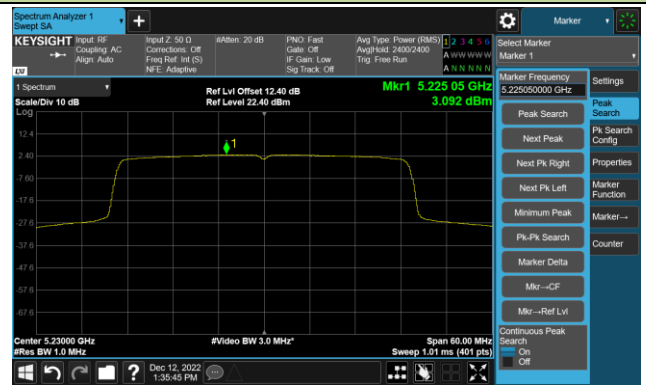 Spectrum Analyzer 1
Swept SA
Marker
KEYSIGHT
Input: RF
Coupling: AC
Align: Auto
Input Z: 50 Ω
Corrections: Off
Freq Ref: Int (S)
NFE: Adaptive
#Atten: 20 dB
PNO: Fast
Gate: Off
IF Gain: Low
Sig Track: Off
Avg Type: Power (RMS)
Avg|Hold: 2400/2400
Trig: Free Run
1 2 3 4 5 6
A W W W W W
A N N N N N
LXI
Select Marker
Marker 1
1 Spectrum
Scale/Div 10 dB
Log
Ref Lvl Offset 12.40 dB
Ref Level 22.40 dBm
Mkr1 5.225 05 GHz
3.092 dBm
12.4
2.40
-7.60
-17.6
-27.6
-37.6
-47.6
-57.6
-67.6
1
Center 5.23000 GHz
#Res BW 1.0 MHz
#Video BW 3.0 MHz*
Span 60.00 MHz
Sweep 1.01 ms (401 pts)
Marker Frequency
5.225050000 GHz
Peak Search
Next Peak
Next Pk Right
Next Pk Left
Minimum Peak
Pk-Pk Search
Marker Delta
Mkr→CF
Mkr→Ref Lvl
Continuous Peak
Search
On
Off
Settings
Peak
Search
Pk Search
Config
Properties
Marker
Function
Marker→
Counter
?
Dec 12, 2022
1:35:45 PM